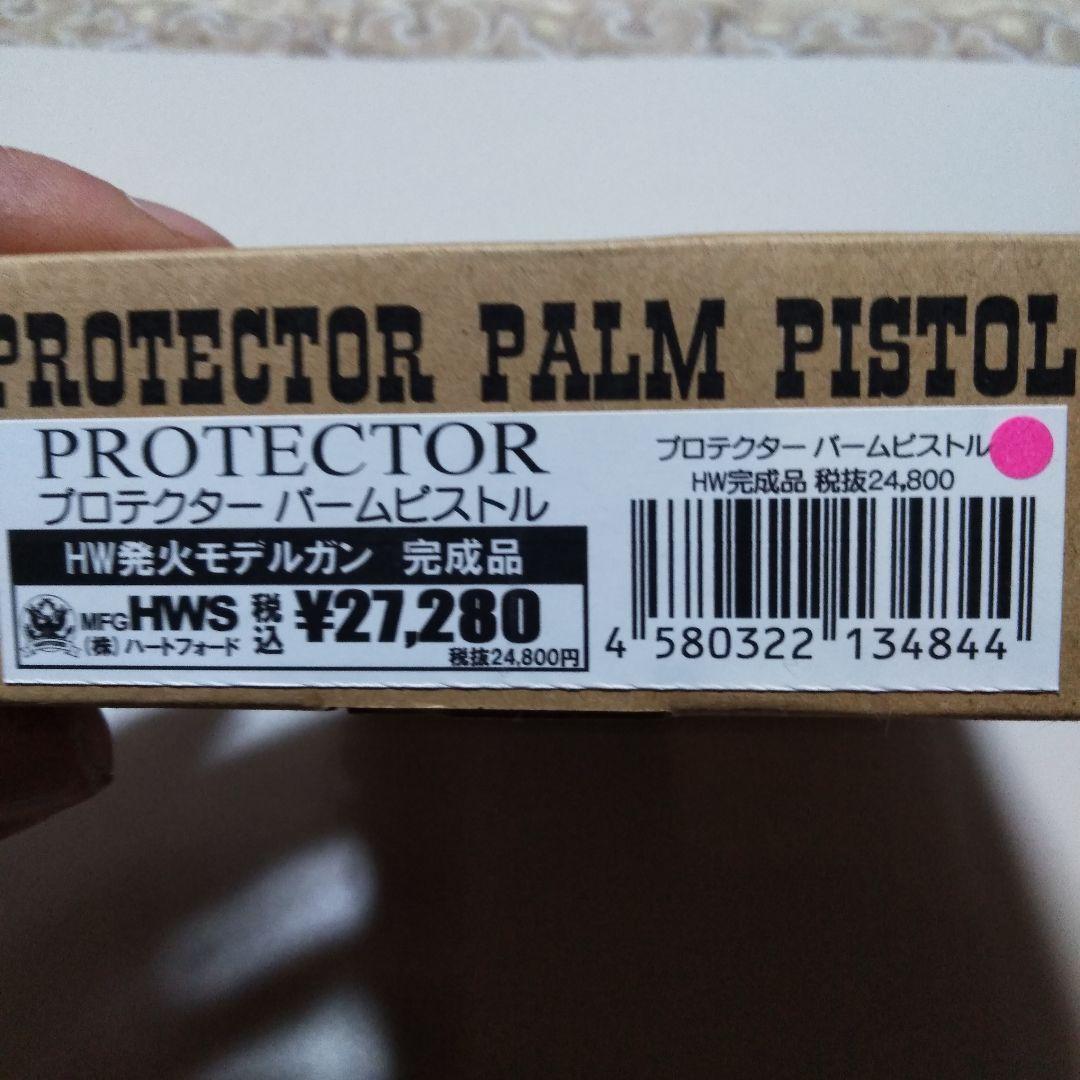 PROTECTOR PALM PISTOL
PROTECTOR
プロテクター パームピストル
HW発火モデルガン 完成品
MFG HWS
(株)ハートフォード
税込 ¥27,280
税抜24,800円
プロテクター パームピストル
HW完成品 税抜24,800
4 580322 134844